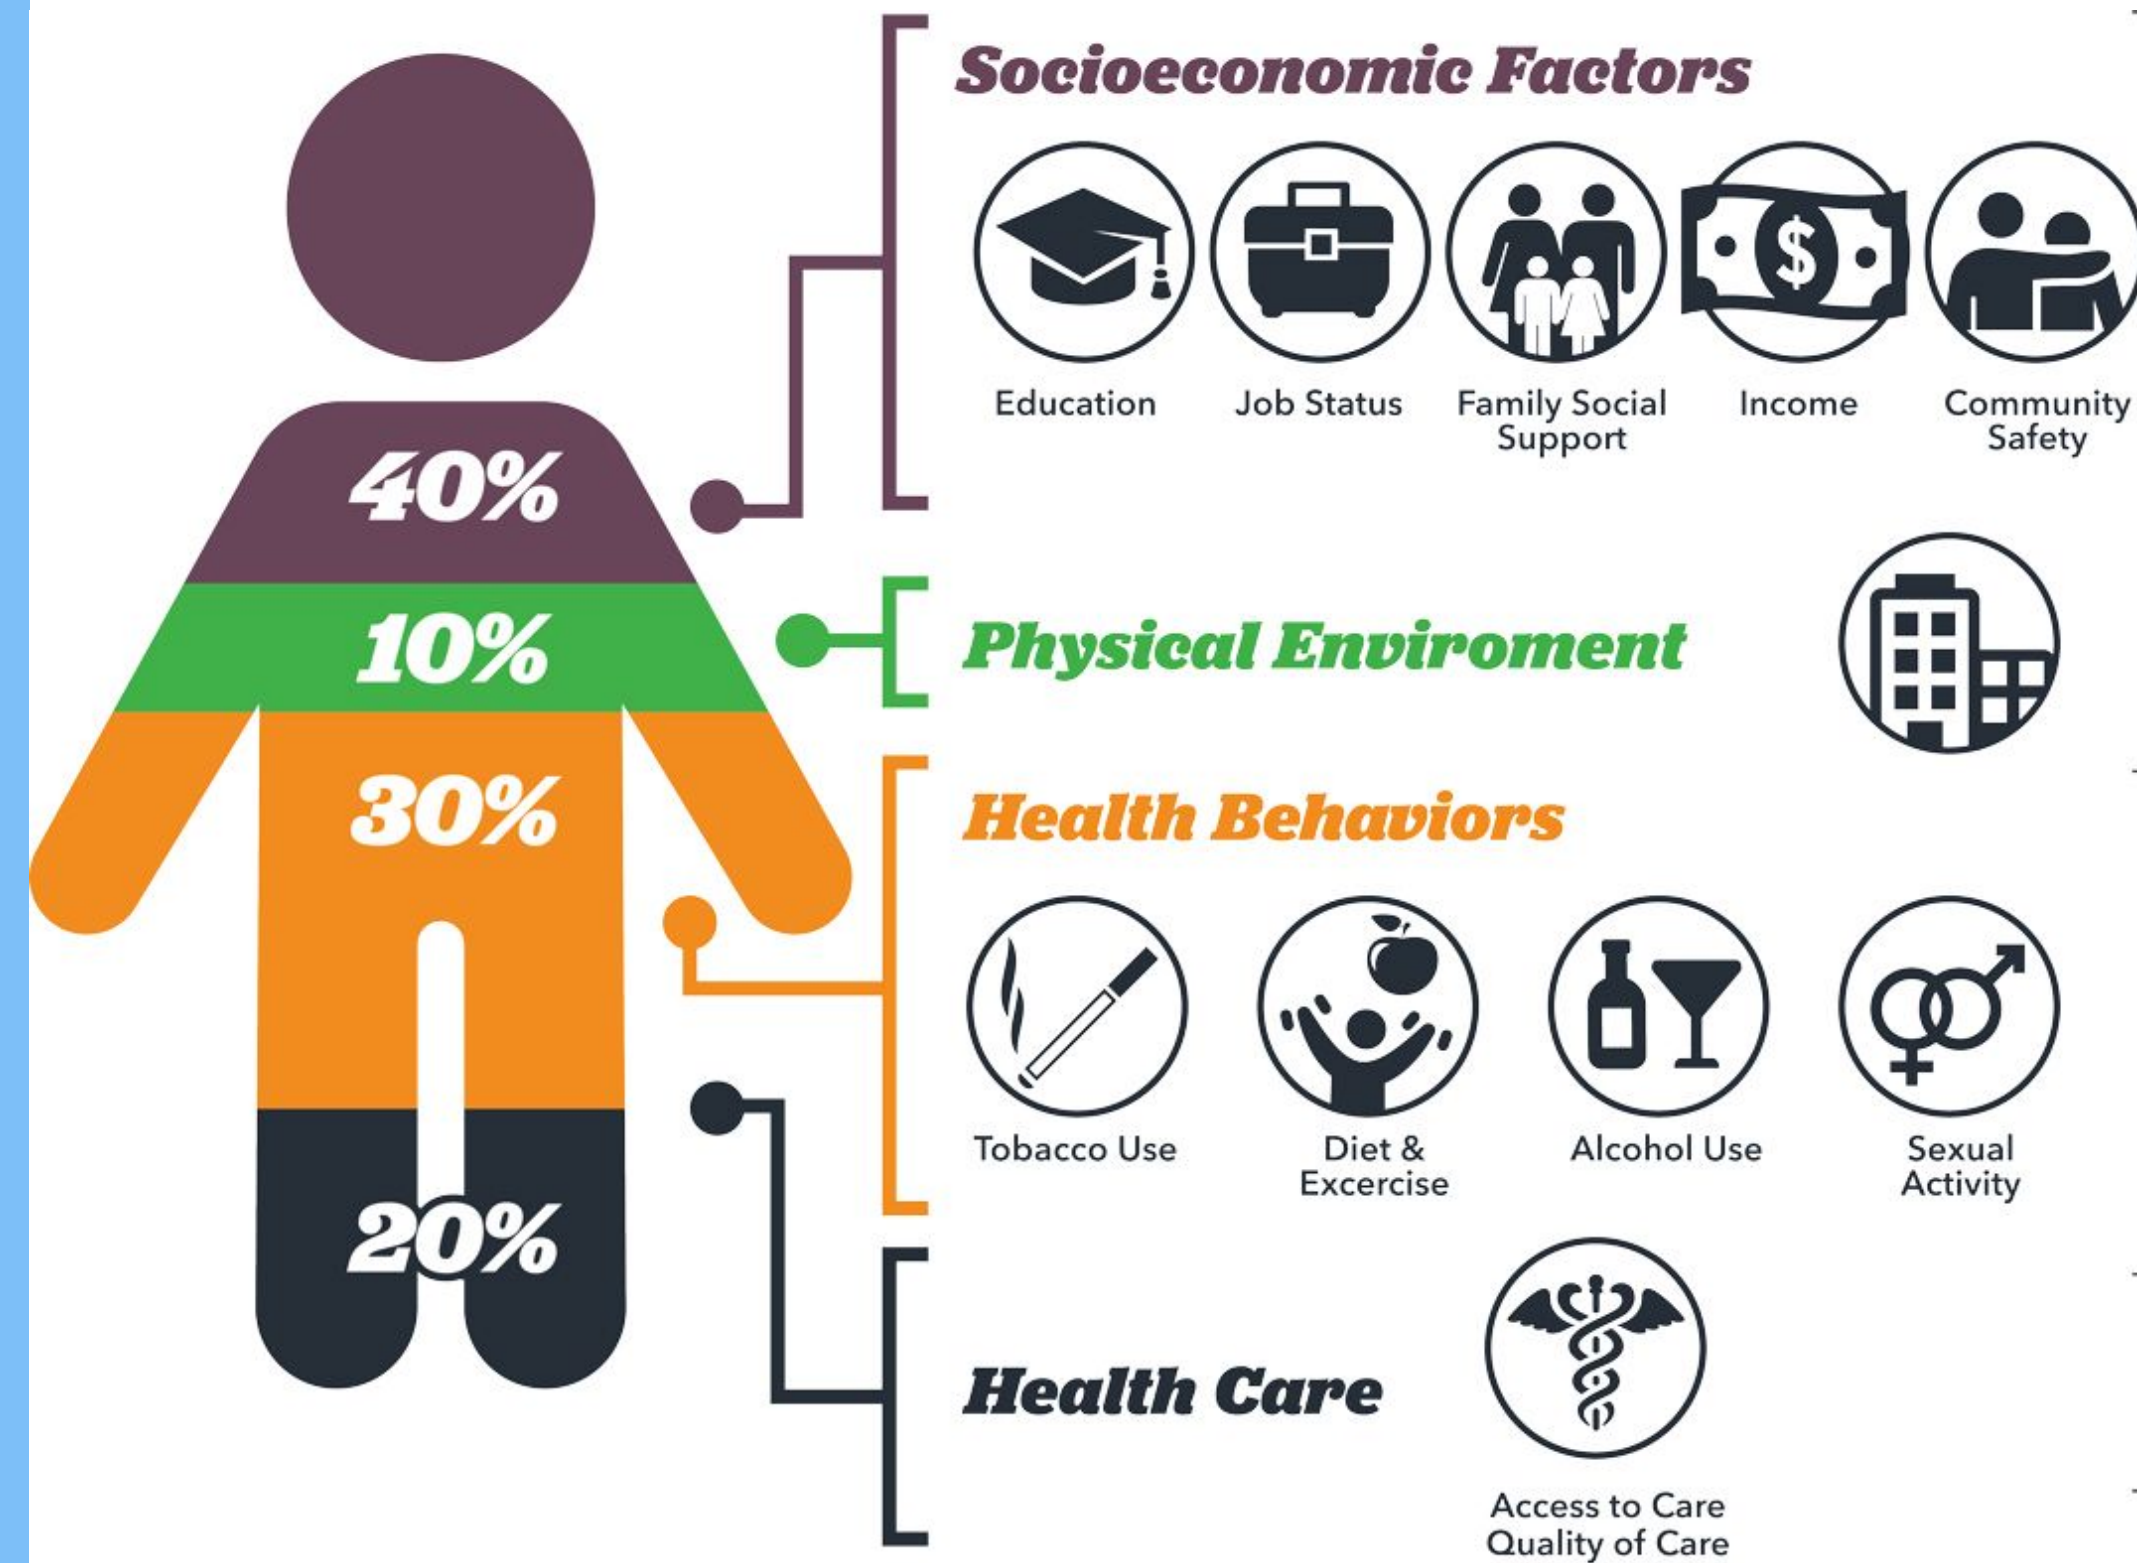 Socioeconomic Factors
Education
Job Status
Family Social
Support
Income
Community
Safety
40%
10%
Physical Enviroment
30%
Health Behaviors
Tobacco Use
Diet &
Excercise
Alcohol Use
Sexual
Activity
20%
Health Care
Access to Care
Quality of Care
$